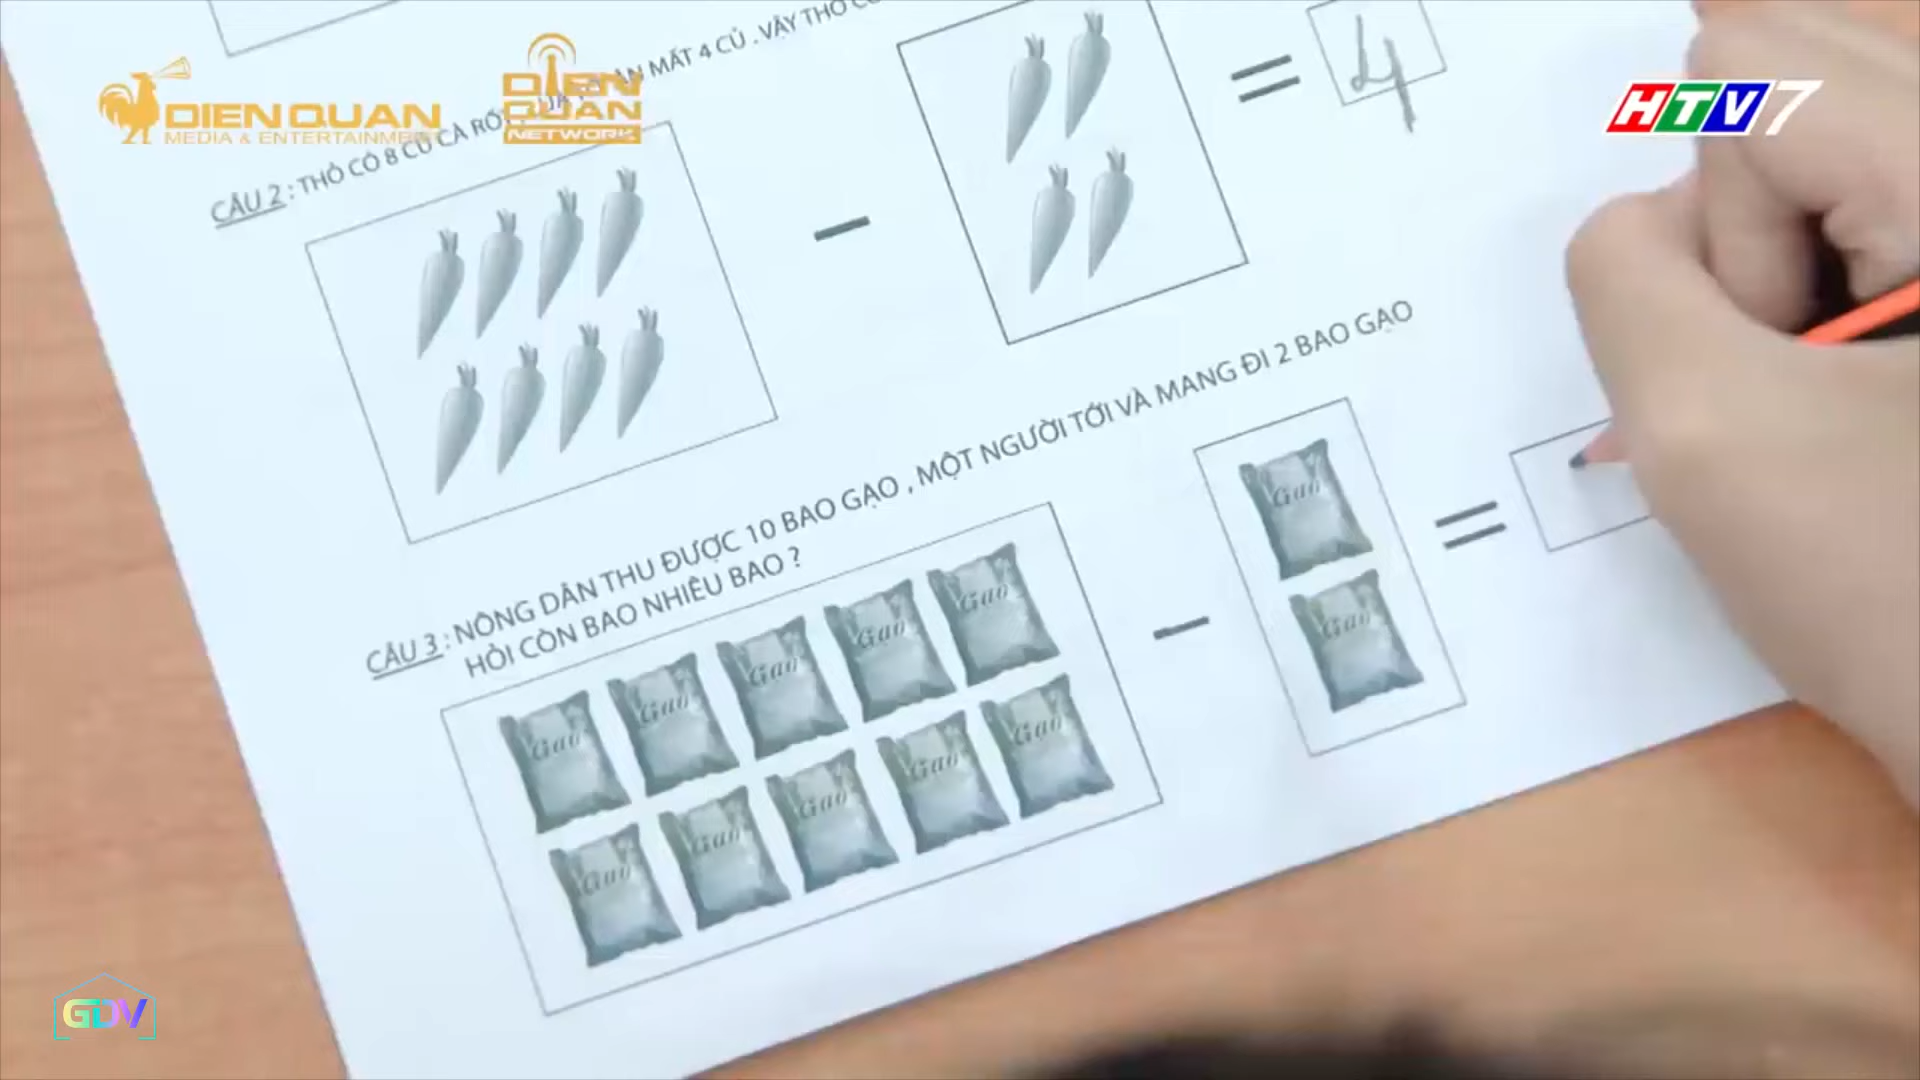 DIEN QUAN
MEDIA & ENTERTAINMENT
DIEN
QUAN
NETWORK
HTV7
CÂU 2 : THỎ CÓ 8 CỦ CÀ RỐT, ĂN MẤT 4 CỦ . VẬY THỎ
4
CÂU 3 : NÔNG DÂN THU ĐƯỢC 10 BAO GẠO , MỘT NGƯỜI TỚI VÀ MANG ĐI 2 BAO GẠO
HỎI CÒN BAO NHIÊU BAO ?
Gạo Gạo Gạo Gạo Gạo
Gạo Gạo Gạo Gạo Gạo
− =
Gạo
Gạo
GDV